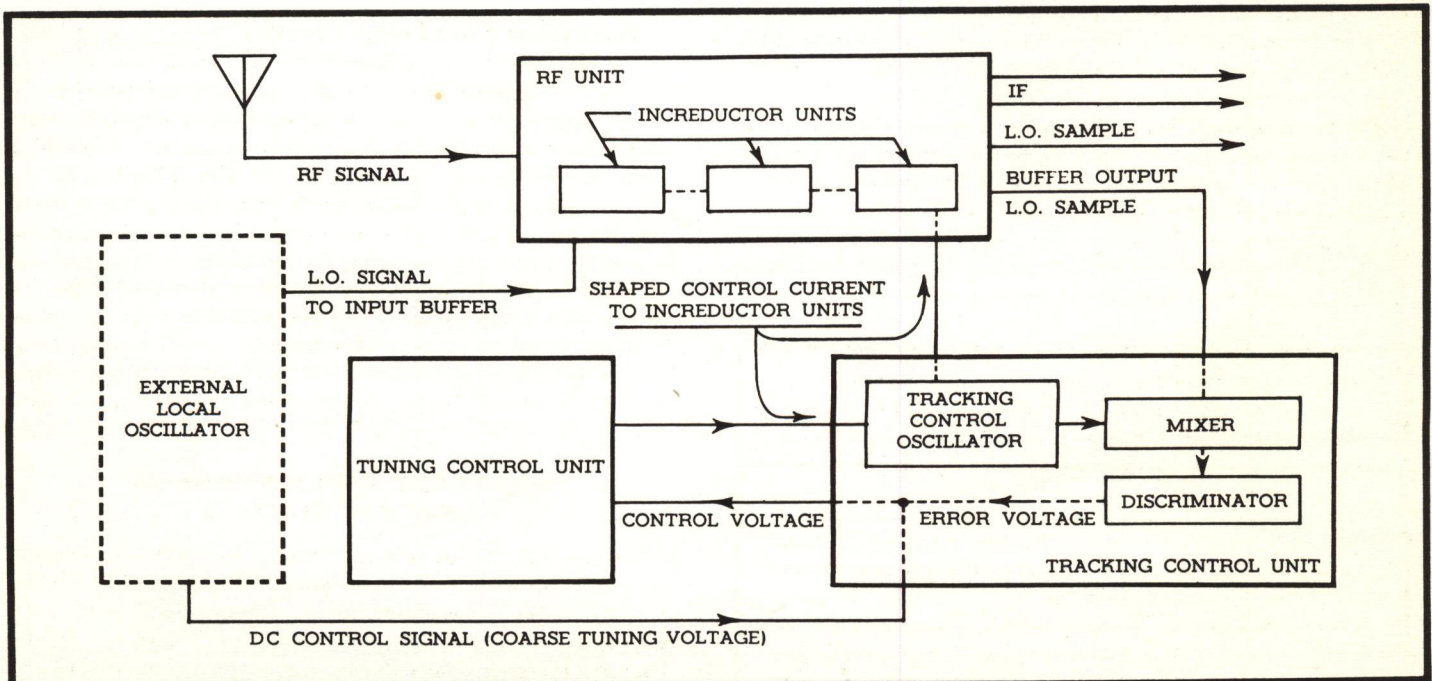 RF UNIT
INCREDUCTOR UNITS
IF
L.O. SAMPLE
RF SIGNAL
BUFFER OUTPUT
L.O. SAMPLE
L.O. SIGNAL
TO INPUT BUFFER
SHAPED CONTROL CURRENT
TO INCREDUCTOR UNITS
EXTERNAL
LOCAL
OSCILLATOR
TUNING CONTROL UNIT
TRACKING
CONTROL
OSCILLATOR
MIXER
DISCRIMINATOR
CONTROL VOLTAGE
ERROR VOLTAGE
TRACKING CONTROL UNIT
DC CONTROL SIGNAL (COARSE TUNING VOLTAGE)